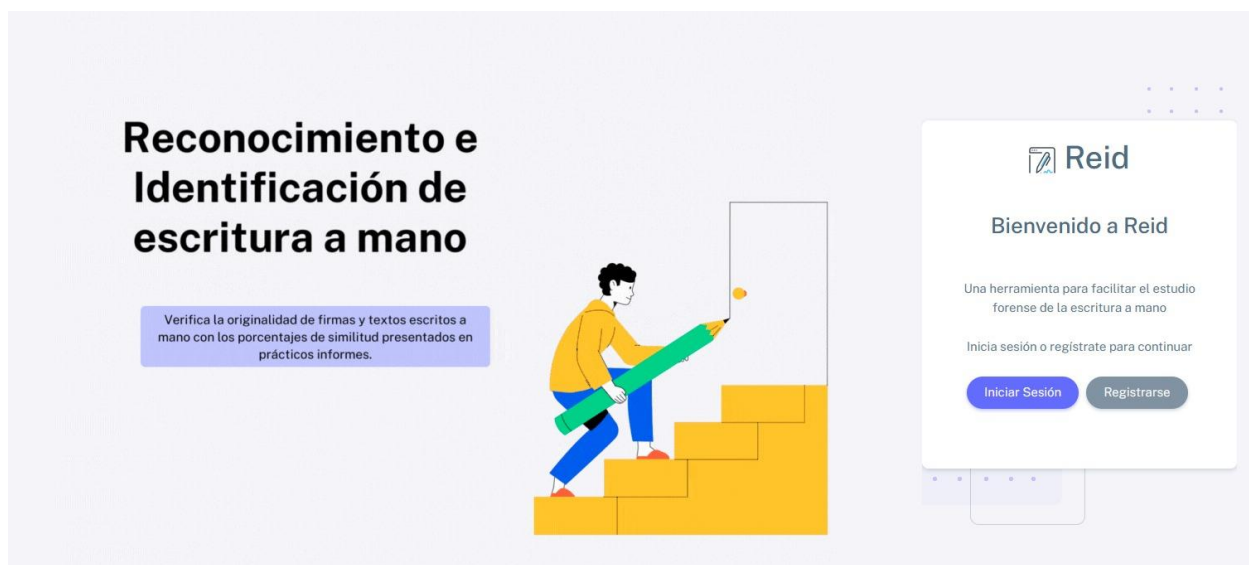 Reconocimiento e
Identificación de
escritura a mano
Verifica la originalidad de firmas y textos escritos a
mano con los porcentajes de similitud presentados en
prácticos informes.
Reid
Bienvenido a Reid
Una herramienta para facilitar el estudio
forense de la escritura a mano
Inicia sesión o regístrate para continuar
Iniciar Sesión
Registrarse